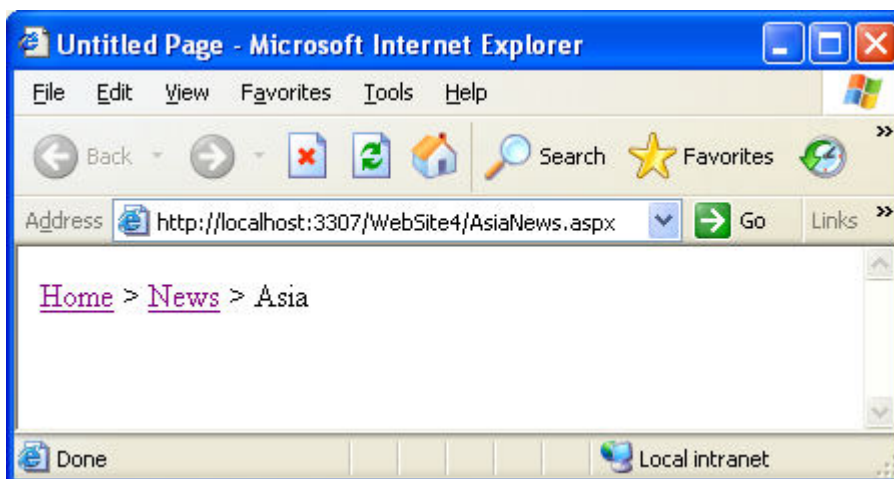 Untitled Page - Microsoft Internet Explorer
File Edit View Favorites Tools Help
Back Search Favorites »
Address http://localhost:3307/WebSite4/AsiaNews.aspx Go Links »
Home > News > Asia
Done Local intranet